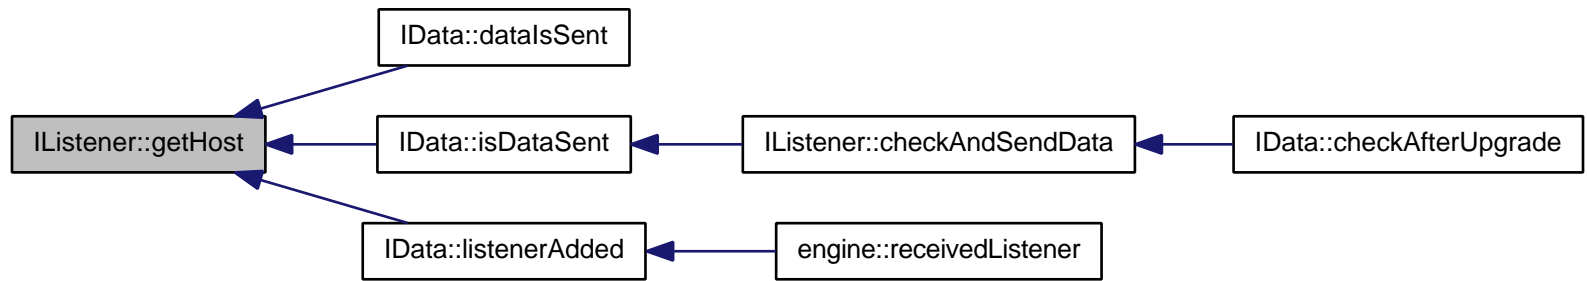 IData::dataIsSent
IListener::getHost
IData::isDataSent
IListener::checkAndSendData
IData::checkAfterUpgrade
IData::listenerAdded
engine::receivedListener